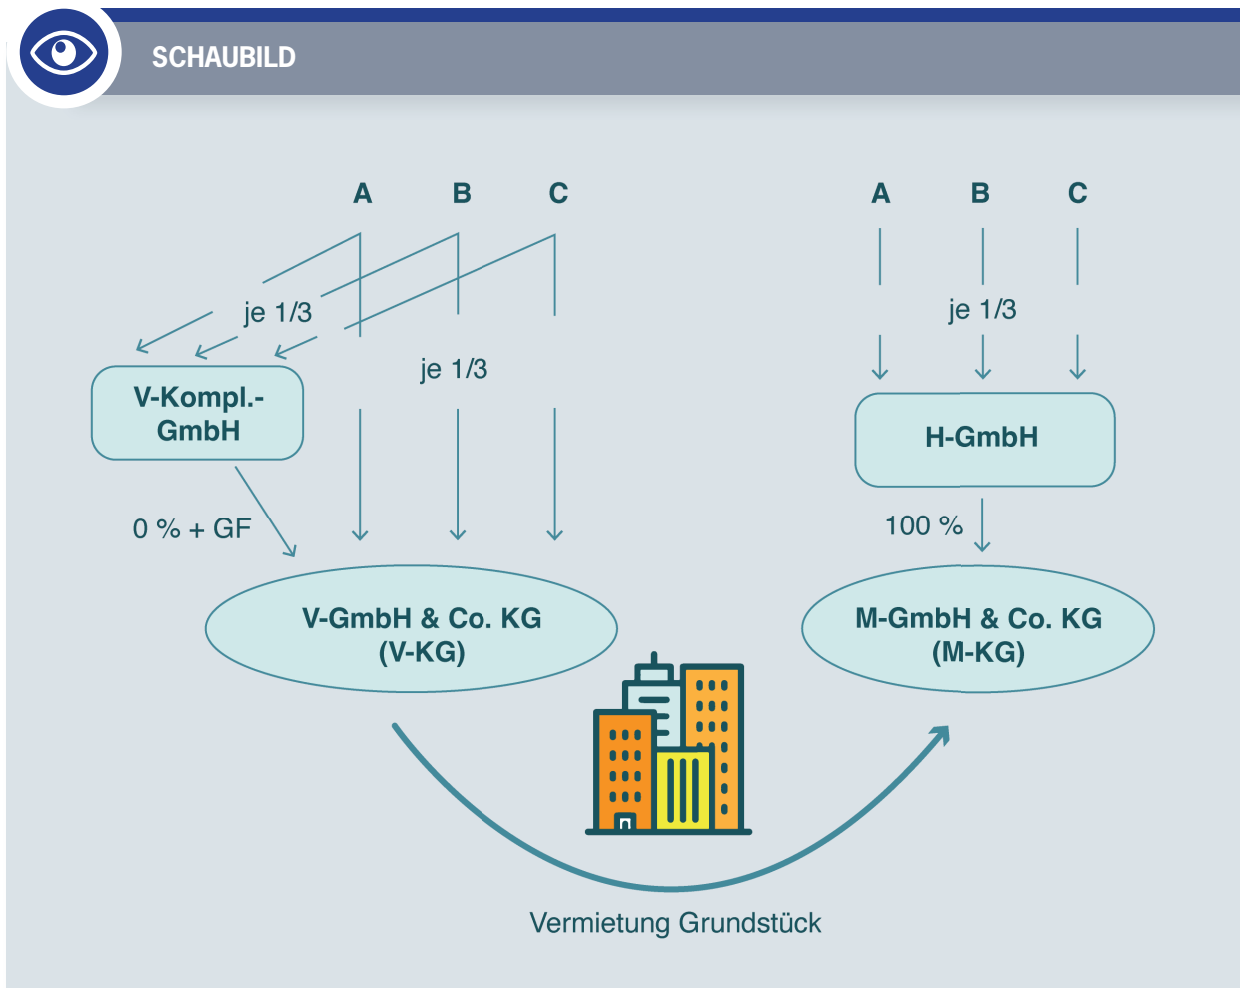 SCHAUBILD
A B C
A B C
je 1/3
je 1/3
je 1/3
V-Kompl.-
GmbH
H-GmbH
0 % + GF
100 %
V-GmbH & Co. KG
(V-KG)
M-GmbH & Co. KG
(M-KG)
Vermietung Grundstück